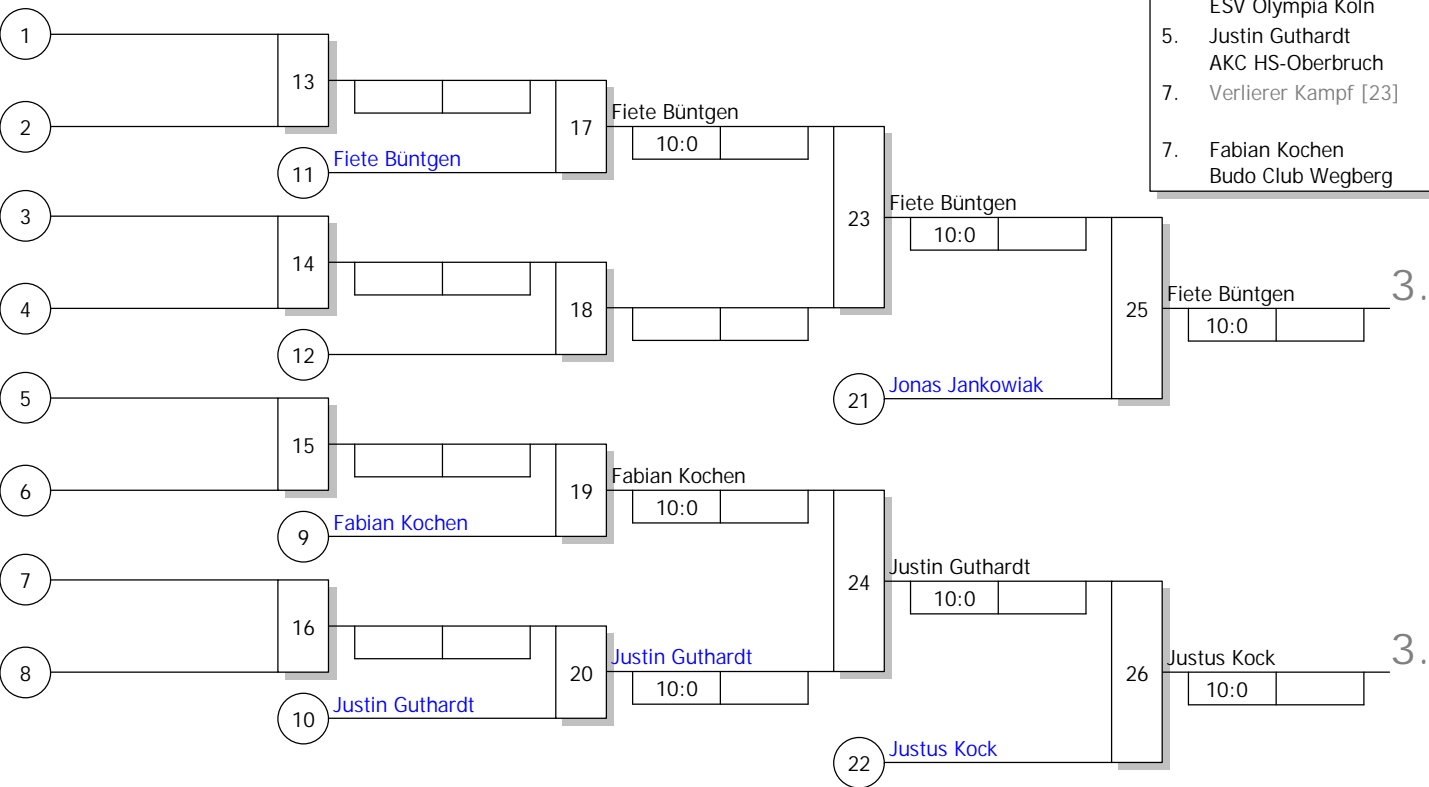 ESV Olympia Köln
5. Justin Guthardt
AKC HS-Oberbruch
7. Verlierer Kampf [23]
7. Fabian Kochen
Budo Club Wegberg
1
13
2
17
Fiete Büntgen
10:0
11
Fiete Büntgen
3
14
4
18
12
23
Fiete Büntgen
10:0
25
Fiete Büntgen
3.
10:0
21
Jonas Jankowiak
5
15
6
19
Fabian Kochen
10:0
9
Fabian Kochen
7
16
8
20
Justin Guthardt
10:0
10
Justin Guthardt
24
Justin Guthardt
10:0
26
Justus Kock
3.
10:0
22
Justus Kock